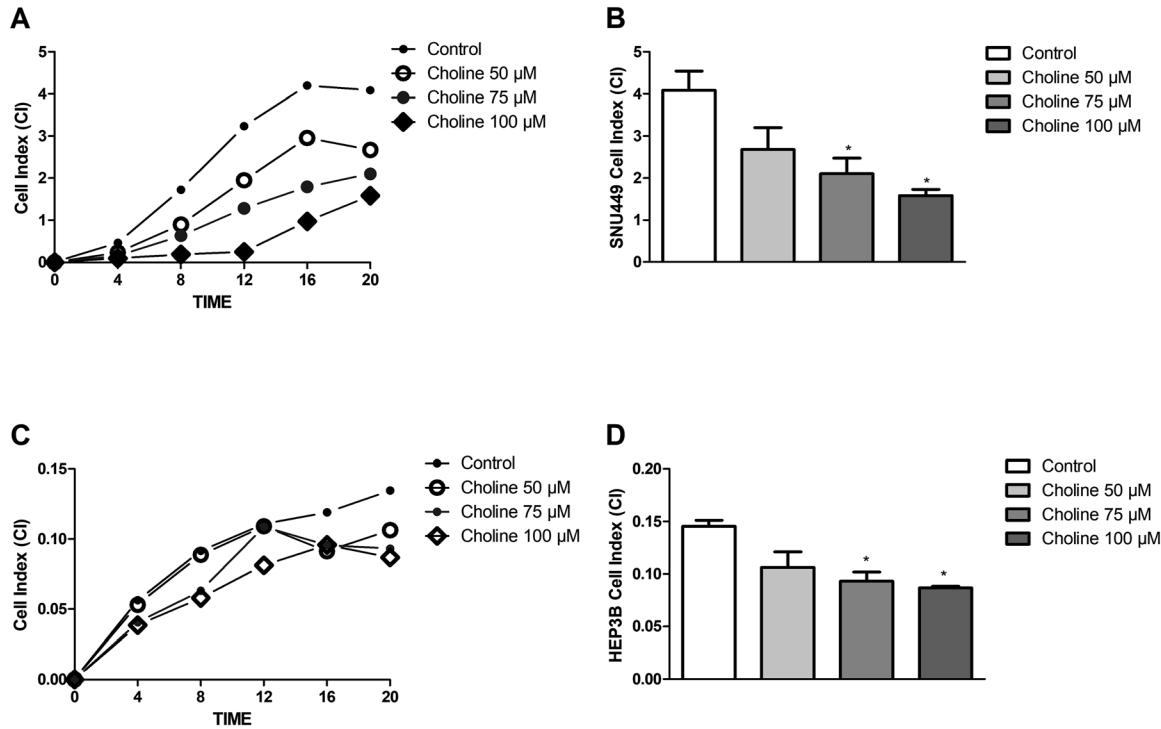 A
Cell Index (CI)
5
4
3
2
1
0
0 4 8 12 16 20
TIME
Control
Choline 50 µM
Choline 75 µM
Choline 100 µM
B
SNU449 Cell Index (CI)
5
4
3
2
1
0
* *
Control
Choline 50 µM
Choline 75 µM
Choline 100 µM
C
Cell Index (CI)
0.15
0.10
0.05
0.00
0 4 8 12 16 20
TIME
Control
Choline 50 µM
Choline 75 µM
Choline 100 µM
D
HEP3B Cell Index (CI)
0.20
0.15
0.10
0.05
0.00
* *
Control
Choline 50 µM
Choline 75 µM
Choline 100 µM